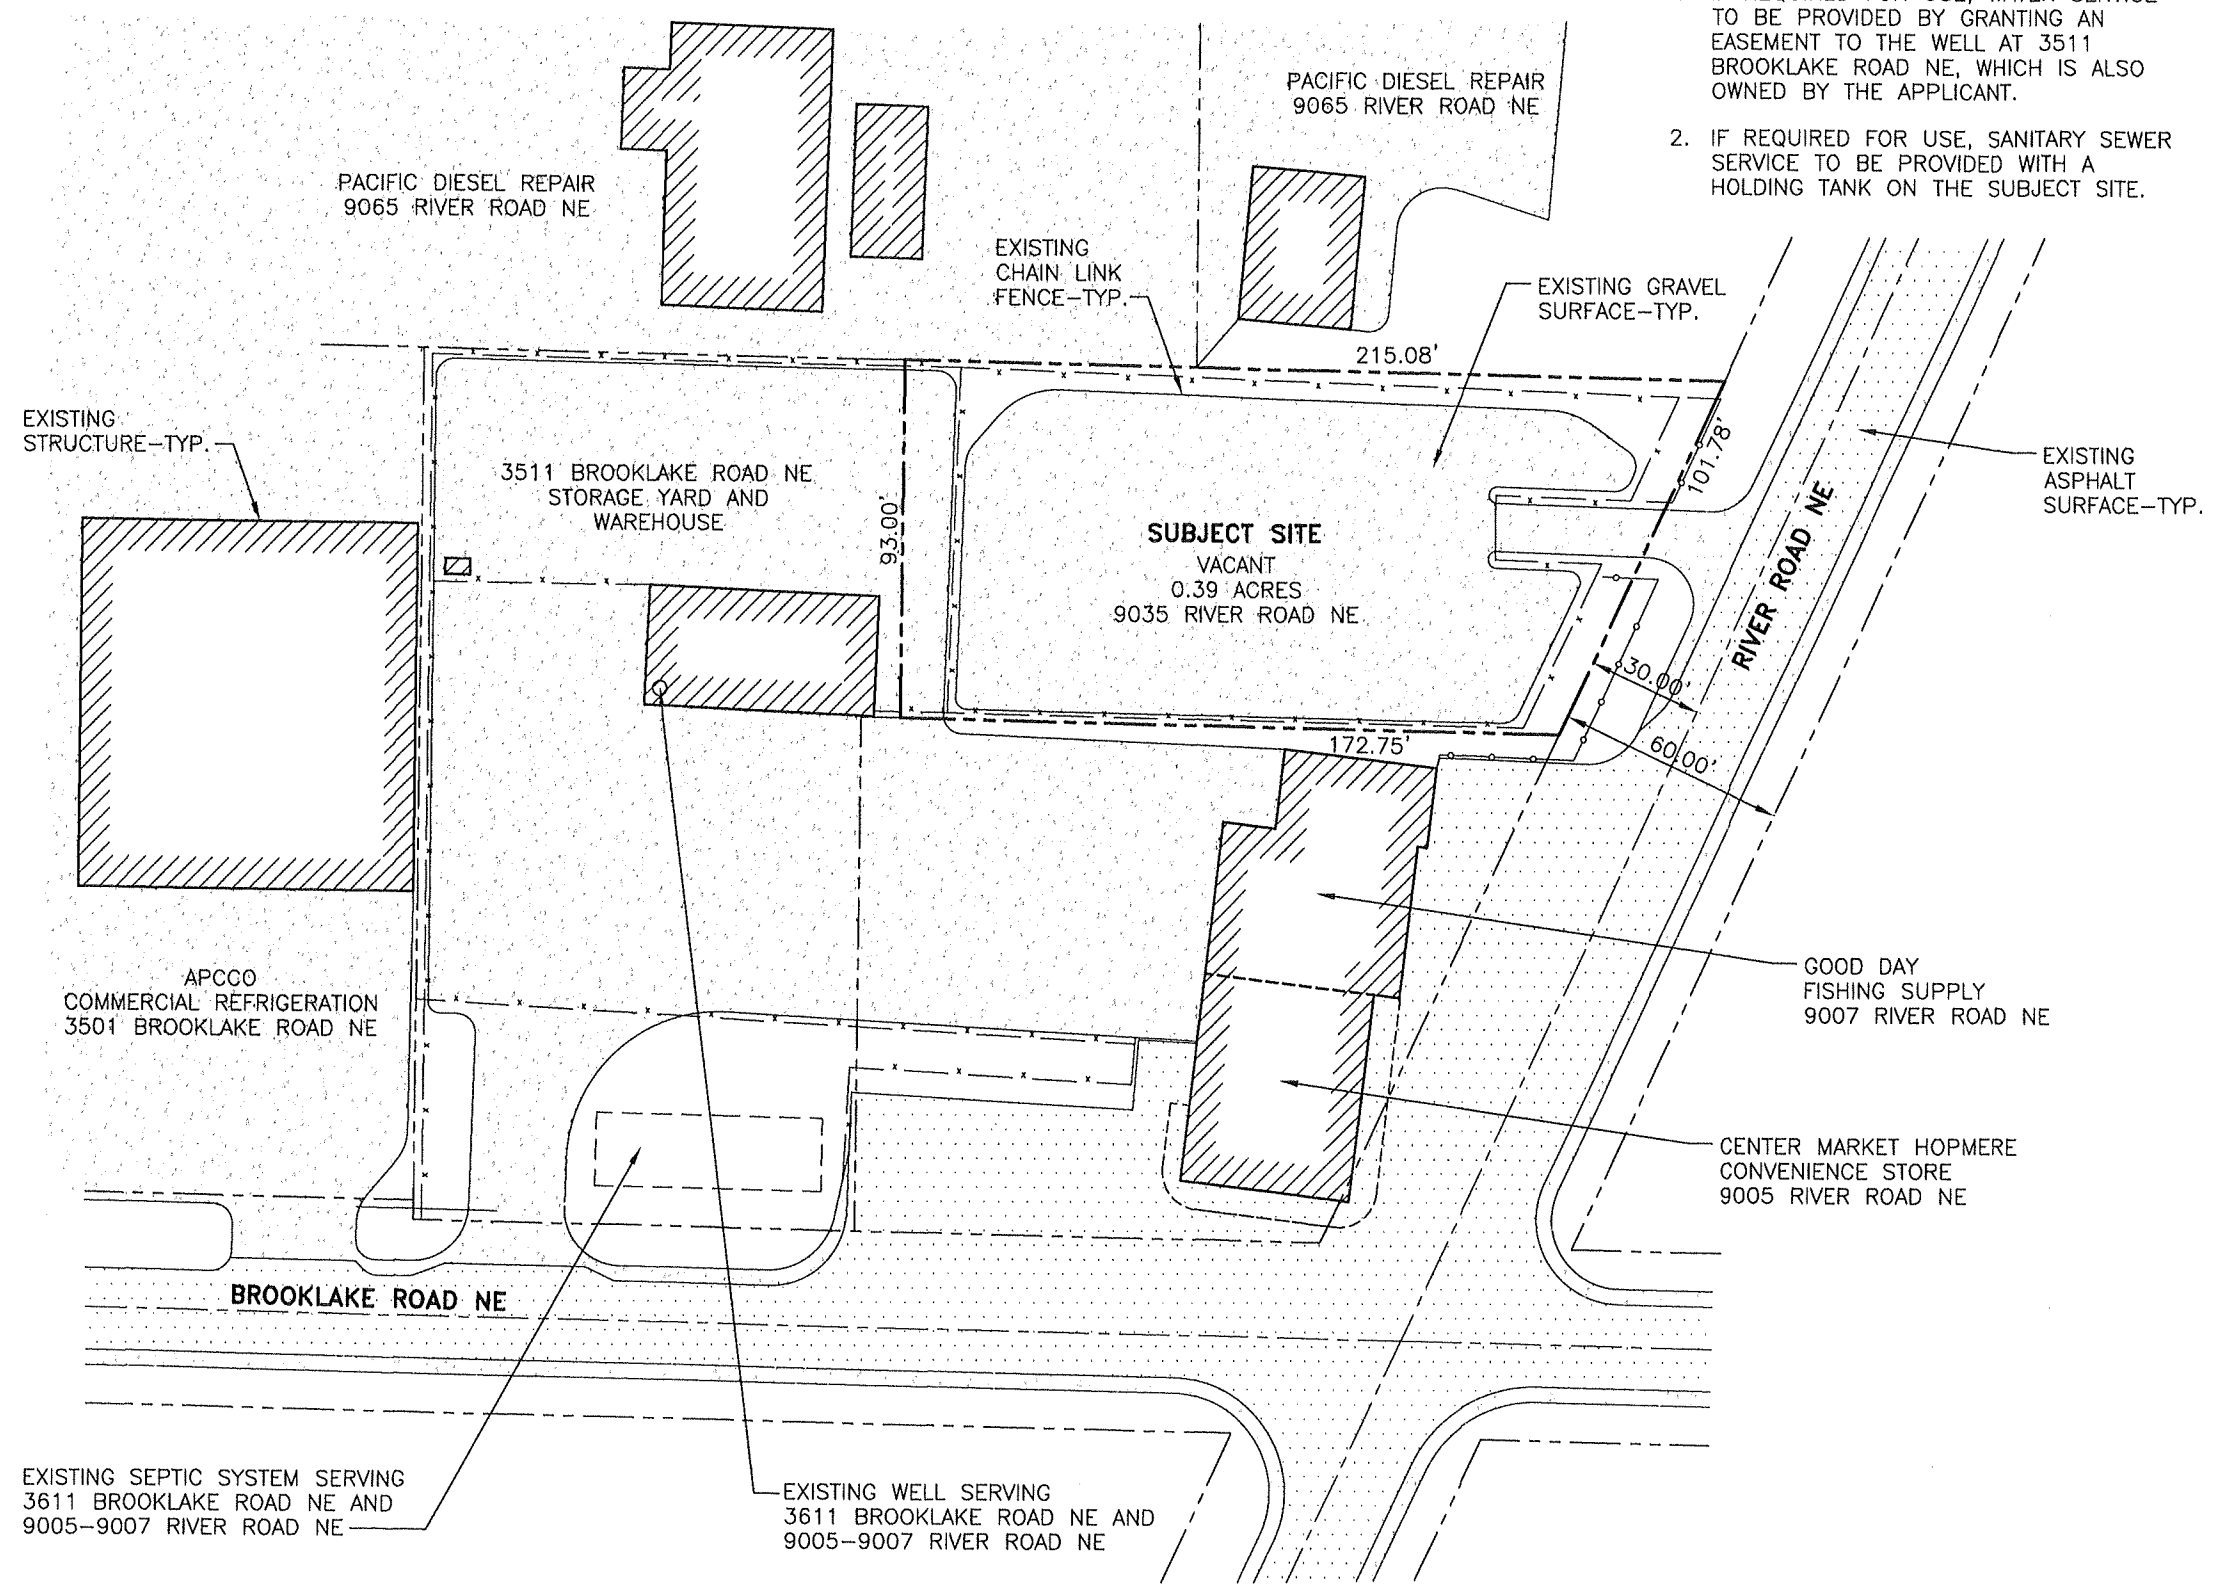 TO BE PROVIDED BY GRANTING AN
EASEMENT TO THE WELL AT 3511
BROOKLAKE ROAD NE, WHICH IS ALSO
OWNED BY THE APPLICANT.
2. IF REQUIRED FOR USE, SANITARY SEWER
SERVICE TO BE PROVIDED WITH A
HOLDING TANK ON THE SUBJECT SITE.
PACIFIC DIESEL REPAIR
9065 RIVER ROAD NE
PACIFIC DIESEL REPAIR
9065 RIVER ROAD NE
EXISTING
CHAIN LINK
FENCE-TYP.
EXISTING GRAVEL
SURFACE-TYP.
215.08'
EXISTING
STRUCTURE-TYP.
3511 BROOKLAKE ROAD NE
STORAGE YARD AND
WAREHOUSE
93.00'
SUBJECT SITE
VACANT
0.39 ACRES
9035 RIVER ROAD NE
101.78'
RIVER ROAD NE
EXISTING
ASPHALT
SURFACE-TYP.
30.00'
60.00'
172.75'
APCCO
COMMERCIAL REFRIGERATION
3501 BROOKLAKE ROAD NE
GOOD DAY
FISHING SUPPLY
9007 RIVER ROAD NE
CENTER MARKET HOPMERE
CONVENIENCE STORE
9005 RIVER ROAD NE
BROOKLAKE ROAD NE
EXISTING SEPTIC SYSTEM SERVING
3611 BROOKLAKE ROAD NE AND
9005-9007 RIVER ROAD NE
EXISTING WELL SERVING
3611 BROOKLAKE ROAD NE AND
9005-9007 RIVER ROAD NE